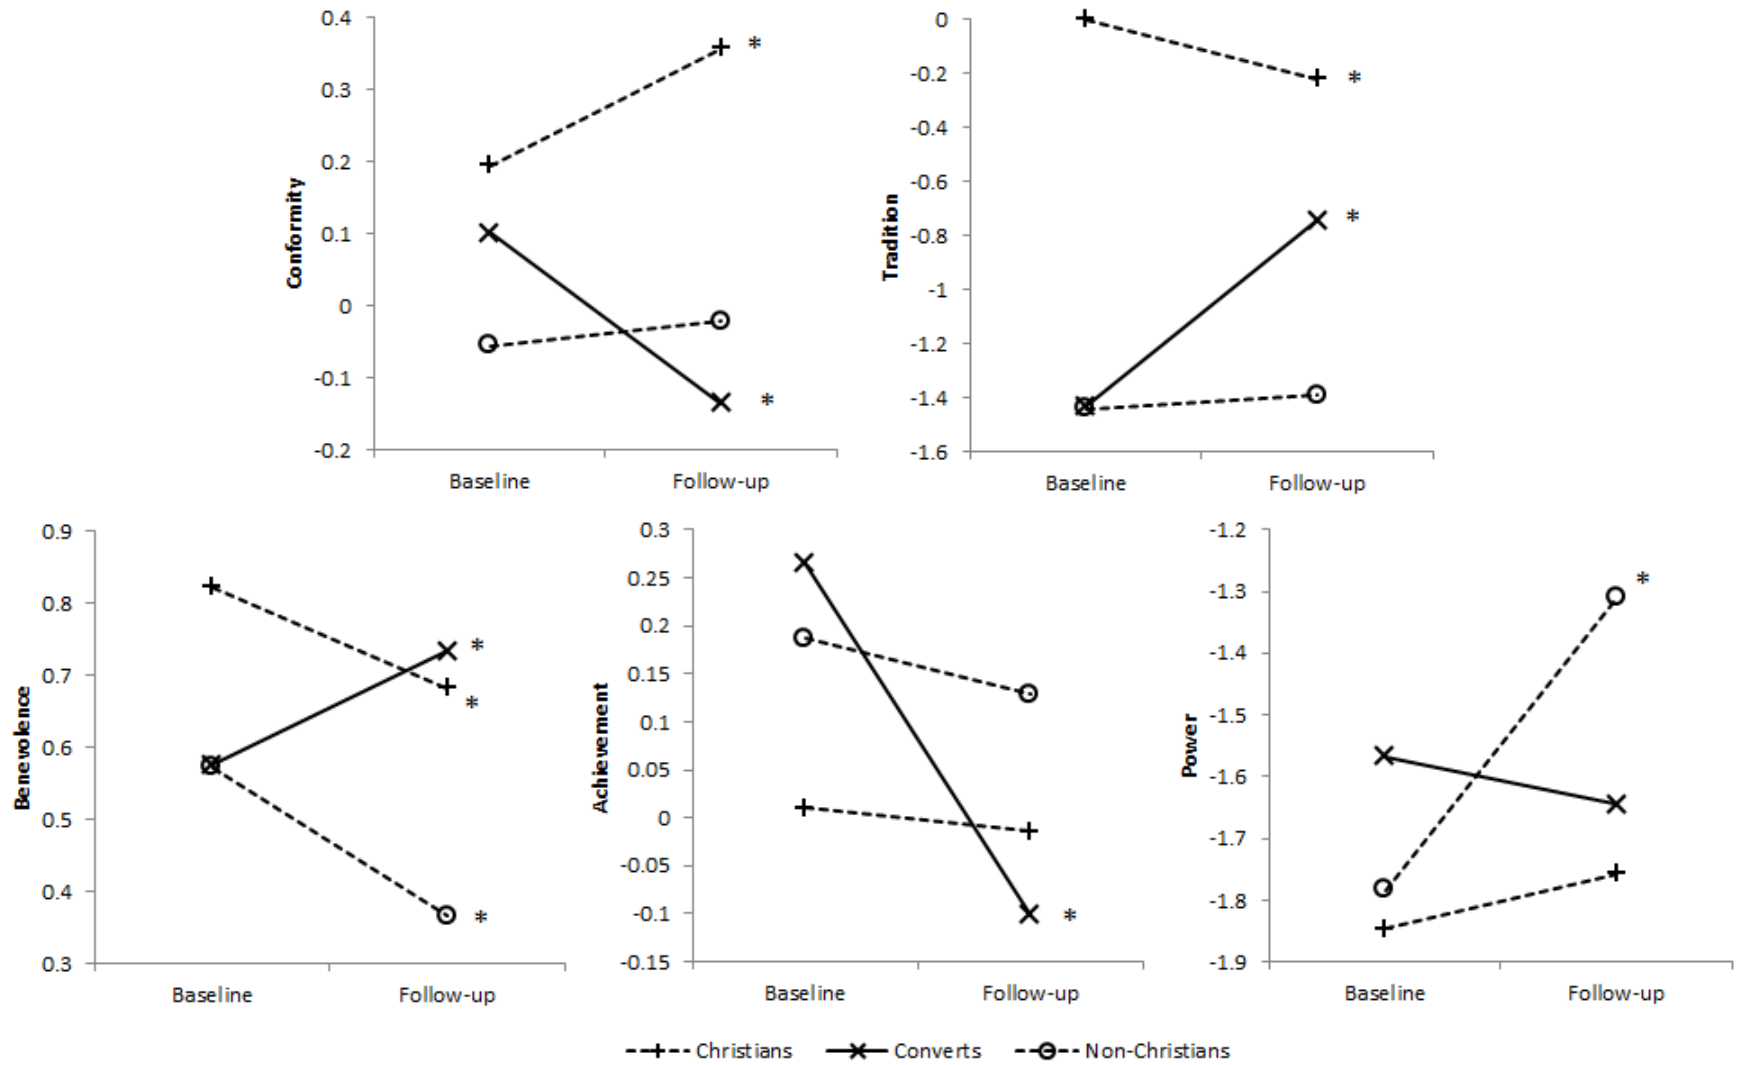 0.4
0.3
0.2
0.1
0
-0.1
-0.2
Conformity
*
*
Baseline
Follow-up
0
-0.2
-0.4
-0.6
-0.8
-1
-1.2
-1.4
-1.6
Tradition
*
*
Baseline
Follow-up
0.9
0.8
0.7
0.6
0.5
0.4
0.3
Benevolence
*
*
*
Baseline
Follow-up
0.3
0.25
0.2
0.15
0.1
0.05
0
-0.05
-0.1
-0.15
Achievement
*
Baseline
Follow-up
-1.2
-1.3
-1.4
-1.5
-1.6
-1.7
-1.8
-1.9
Power
*
Baseline
Follow-up
Christians
Converts
Non-Christians